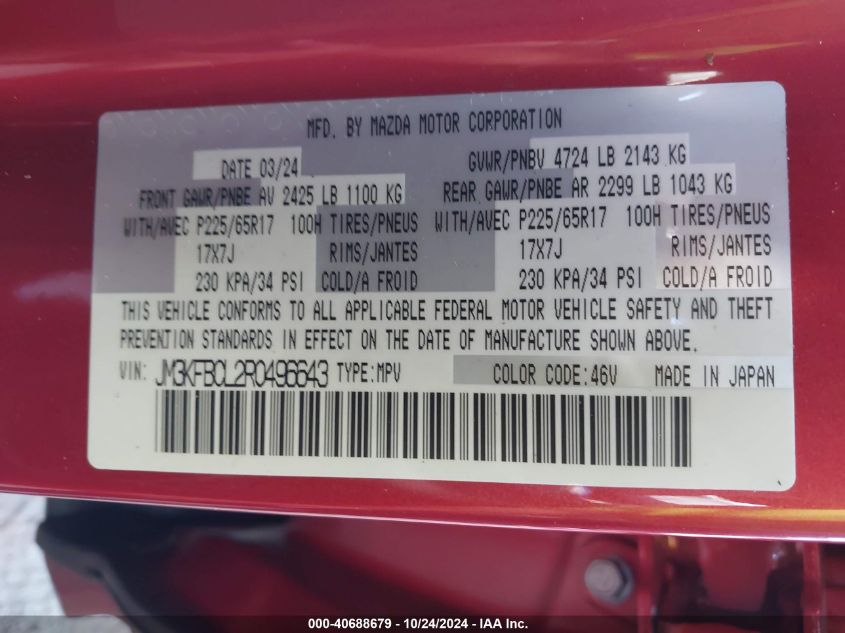 MFD. BY MAZDA MOTOR CORPORATION
DATE 03/24 GVWR/PNBV 4724 LB 2143 KG
FRONT GAWR/PNBE AV 2425 LB 1100 KG REAR GAWR/PNBE AR 2299 LB 1043 KG
WITH/AVEC P225/65R17 100H TIRES/PNEUS WITH/AVEC P225/65R17 100H TIRES/PNEUS
17X7J RIMS/JANTES 17X7J RIMS/JANTES
230 KPA/34 PSI COLD/A FROID 230 KPA/34 PSI COLD/A FROID
THIS VEHICLE CONFORMS TO ALL APPLICABLE FEDERAL MOTOR VEHICLE SAFETY AND THEFT
PREVENTION STANDARDS IN EFFECT ON THE DATE OF MANUFACTURE SHOWN ABOVE.
VIN: JM3KFBCL2R0496643 TYPE:MPV COLOR CODE:46V MADE IN JAPAN
000-40688679 / 10/24/2024 - IAA Inc.